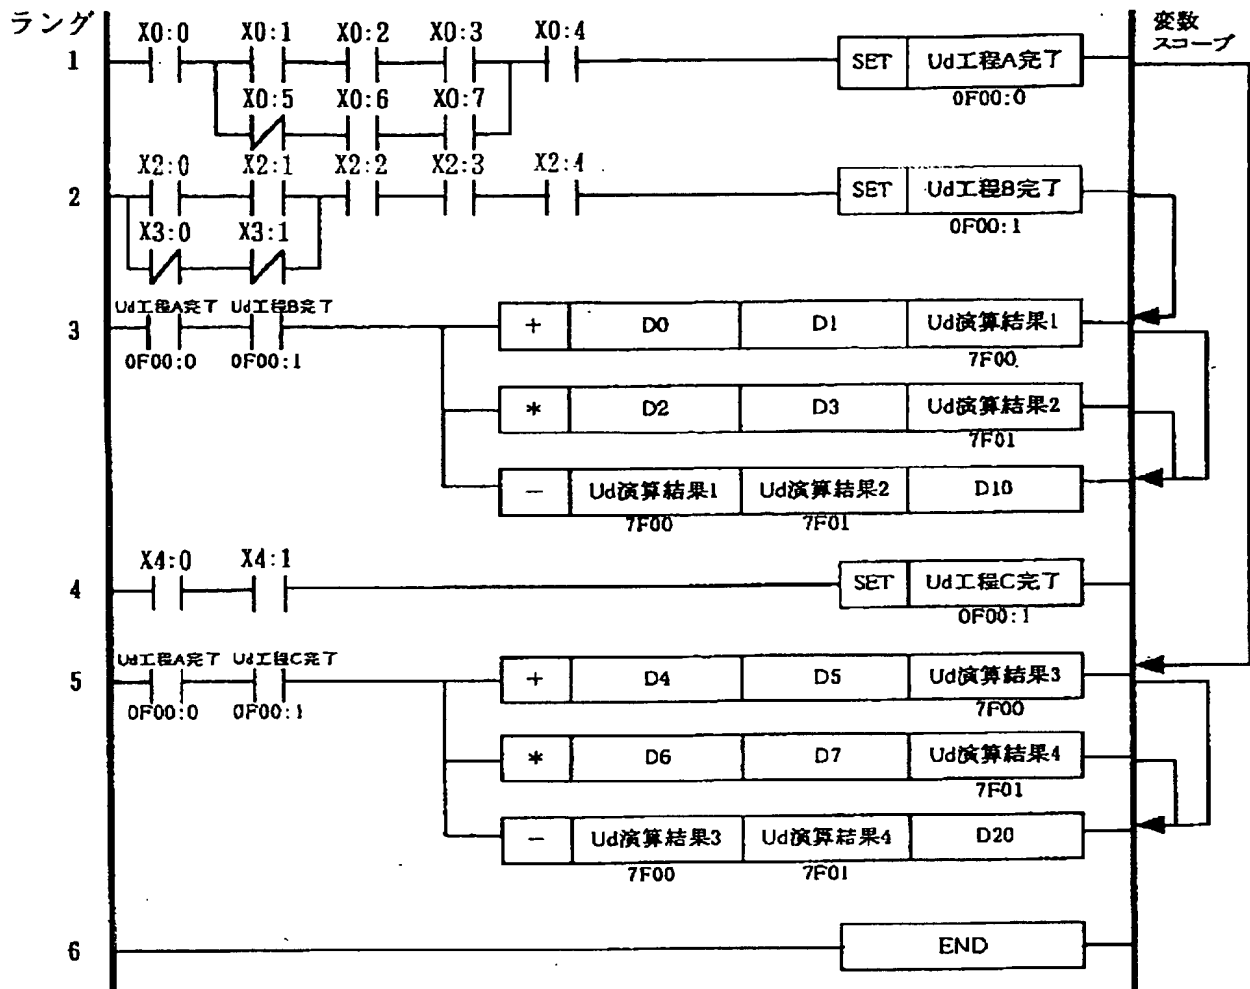 ラング
変数
スコープ
1
X0:0 X0:1 X0:2 X0:3 X0:4
SET Ud工程A完了
0F00:0
X0:5 X0:6 X0:7
2
X2:0 X2:1 X2:2 X2:3 X2:4
SET Ud工程B完了
0F00:1
X3:0 X3:1
3
Ud工程A完了 Ud工程B完了
0F00:0 0F00:1
+ D0 D1 Ud演算結果1
7F00
* D2 D3 Ud演算結果2
7F01
- Ud演算結果1 Ud演算結果2 D10
7F00 7F01
4
X4:0 X4:1
SET Ud工程C完了
0F00:1
5
Ud工程A完了 Ud工程C完了
0F00:0 0F00:1
+ D4 D5 Ud演算結果3
7F00
* D6 D7 Ud演算結果4
7F01
- Ud演算結果3 Ud演算結果4 D20
7F00 7F01
6
END